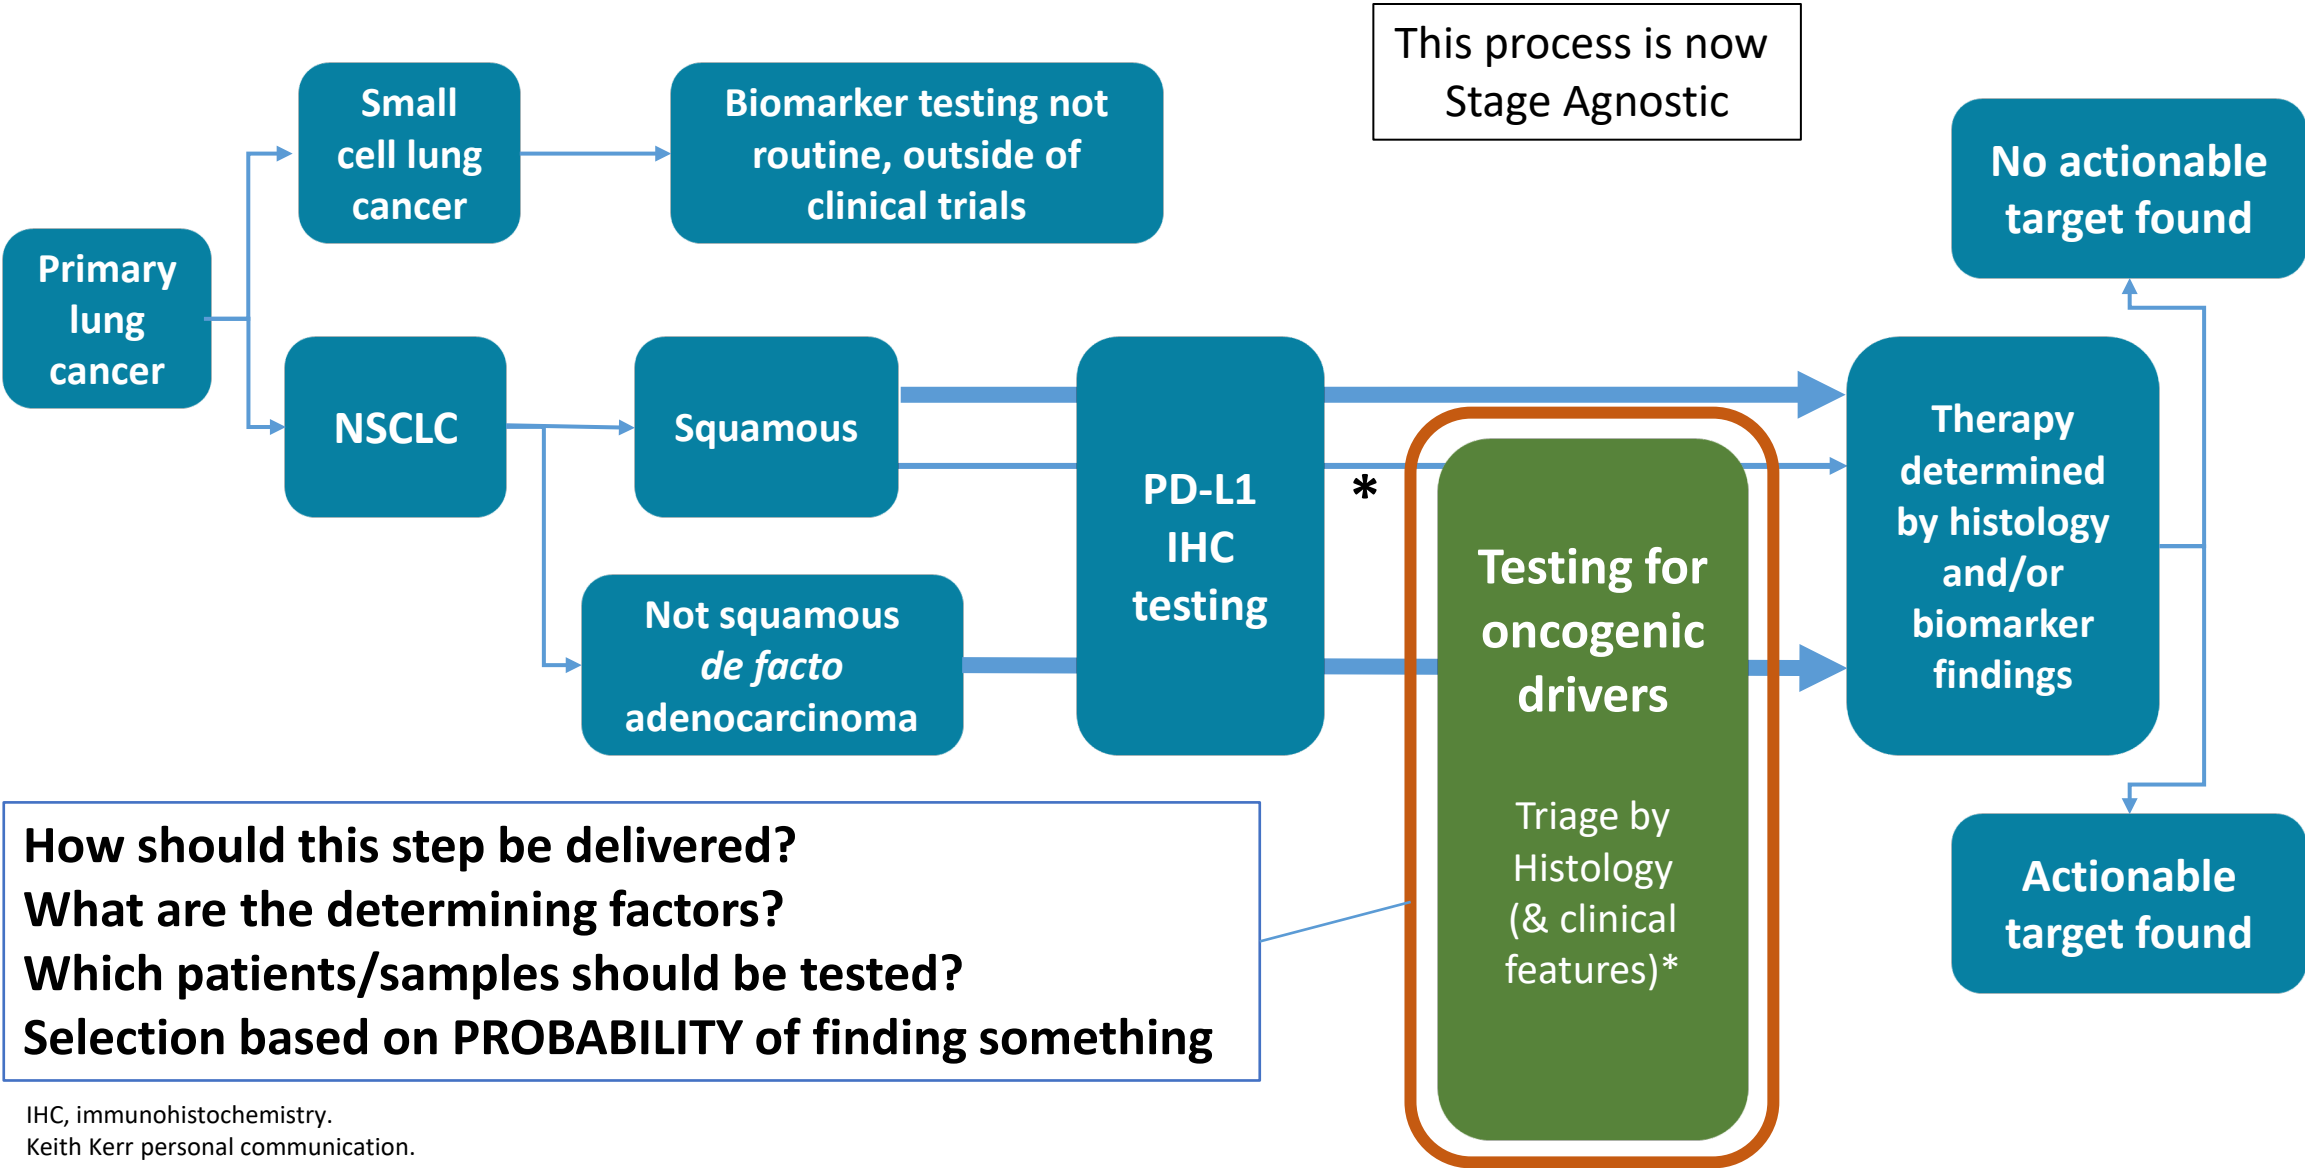 This process is now
Stage Agnostic
Small
cell lung
cancer
Biomarker testing not
routine, outside of
clinical trials
No actionable
target found
Primary
lung
cancer
NSCLC
Squamous
Not squamous
de facto
adenocarcinoma
PD-L1
IHC
testing
*
Testing for
oncogenic
drivers
Triage by
Histology
(& clinical
features)*
Therapy
determined
by histology
and/or
biomarker
findings
Actionable
target found
How should this step be delivered?
What are the determining factors?
Which patients/samples should be tested?
Selection based on PROBABILITY of finding something
IHC, immunohistochemistry.
Keith Kerr personal communication.